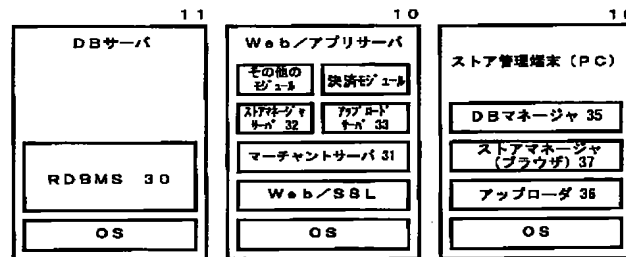 11
DBサーバ
RDBMS 30
OS
10
Web/アプリサーバ
その他の
モジュール
決済モジュール
ストアマネージャ
サーバ 32
アップロード
サーバ 33
マーチャントサーバ 31
Web/SSL
OS
ストア管理端末(PC)
DBマネージャ 35
ストアマネージャ
(ブラウザ)37
アップローダ 36
OS